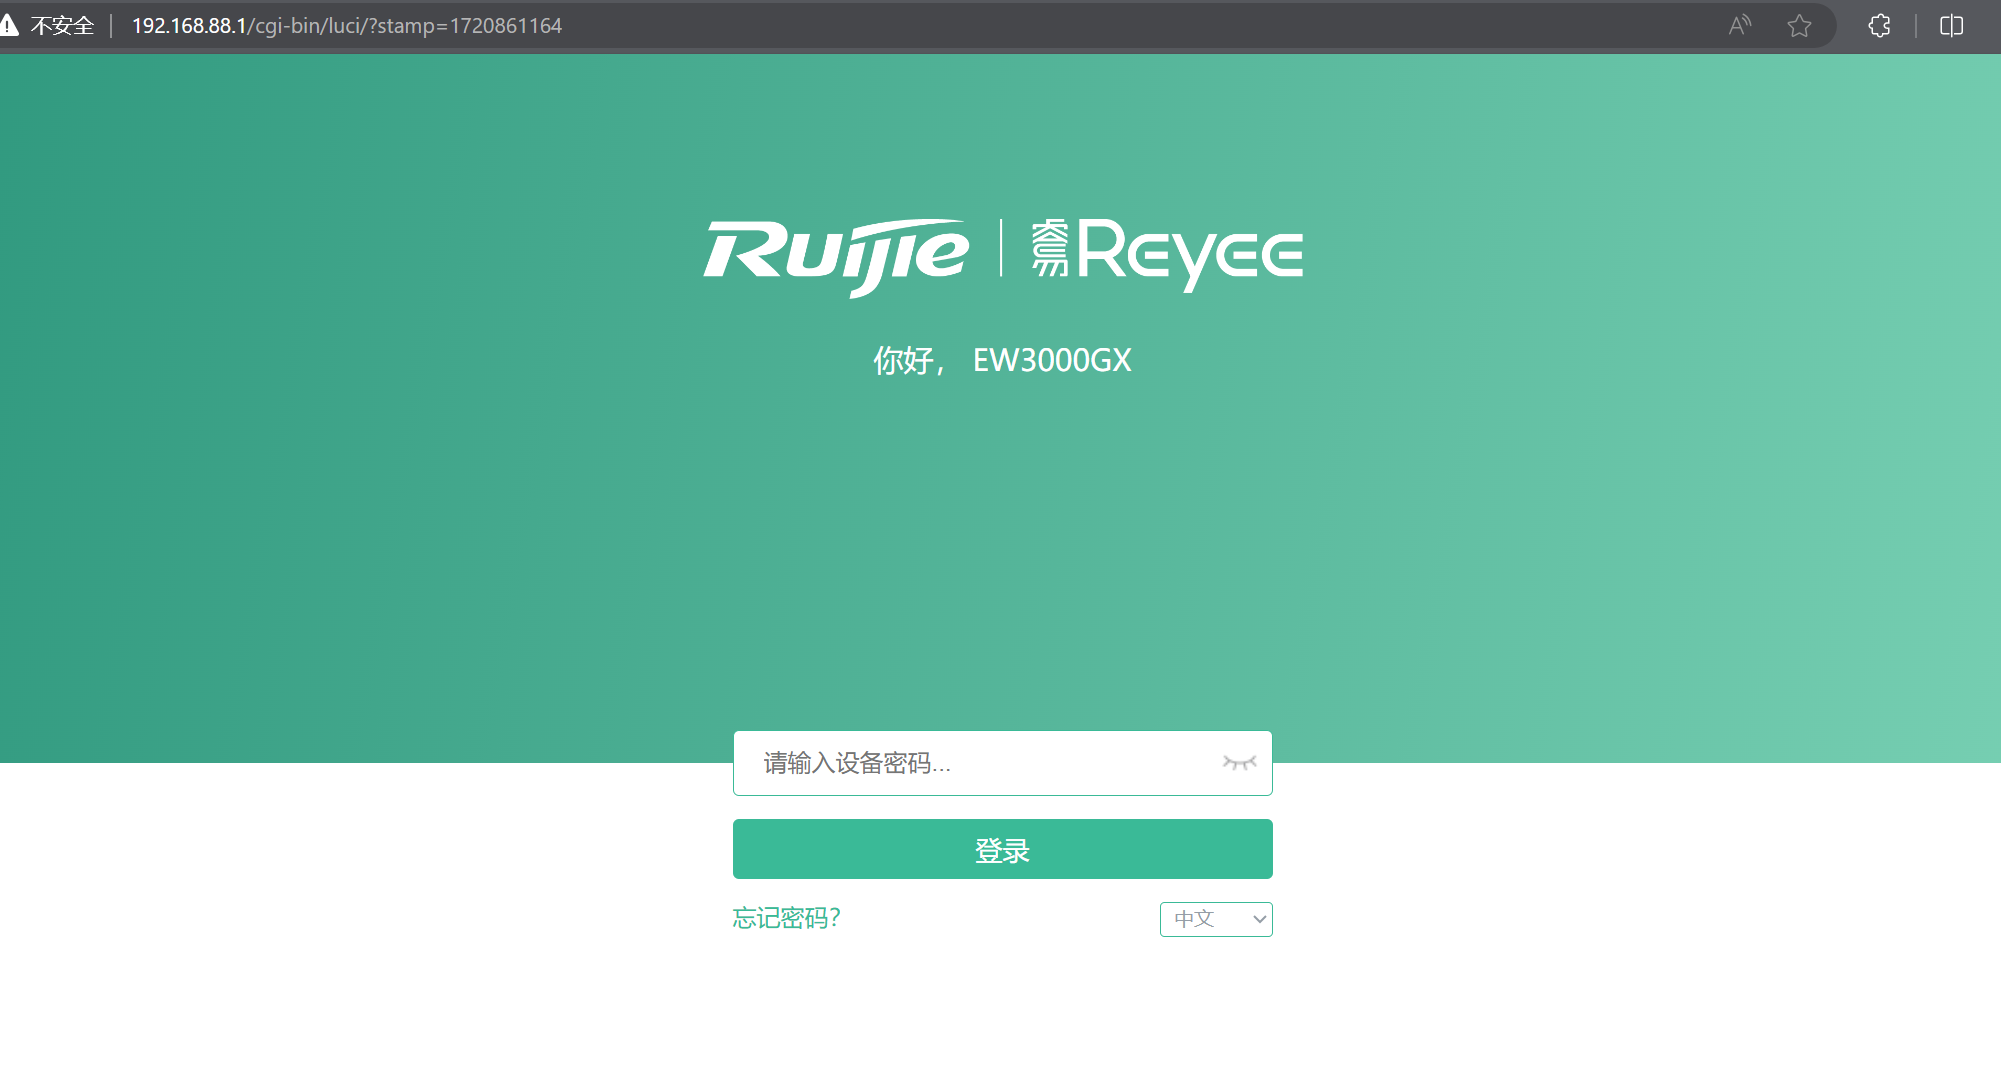 不安全 192.168.88.1/cgi-bin/luci/?stamp=1720861164
Ruijie 睿易 Reyee
你好， EW3000GX
请输入设备密码...
登录
忘记密码?
中文